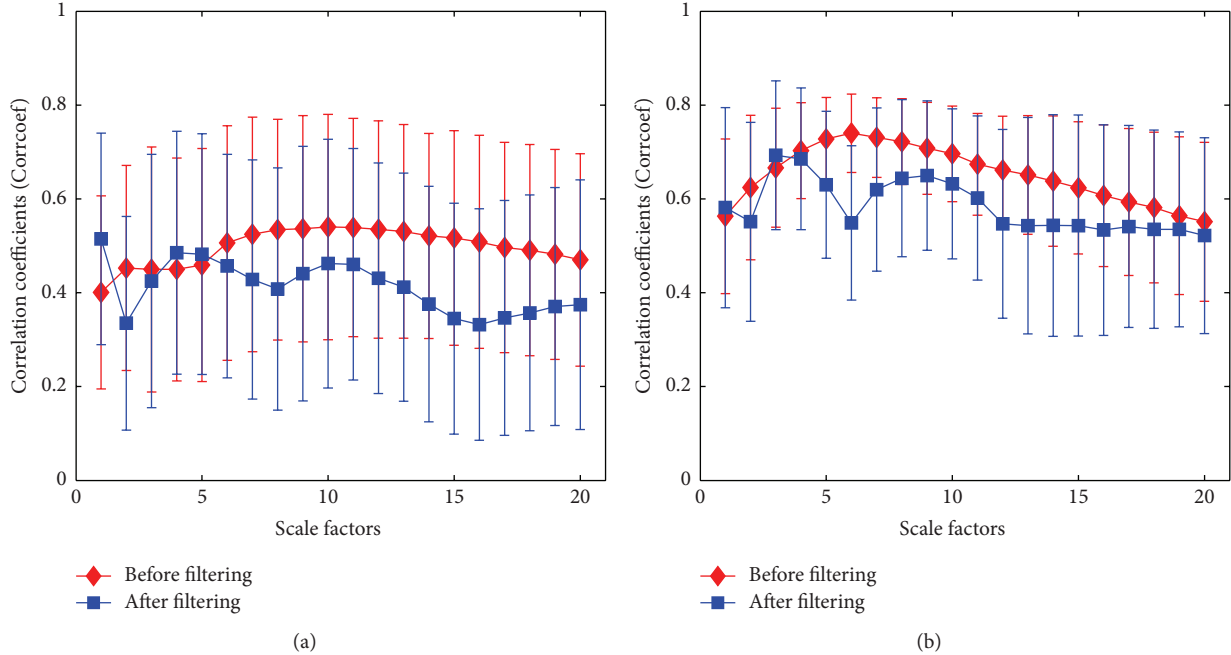 Correlation coefficients (Corrcoef)
1
0.8
0.6
0.4
0.2
0
0 5 10 15 20
Scale factors
Before filtering
After filtering
(a)
Correlation coefficients (Corrcoef)
1
0.8
0.6
0.4
0.2
0
0 5 10 15 20
Scale factors
Before filtering
After filtering
(b)